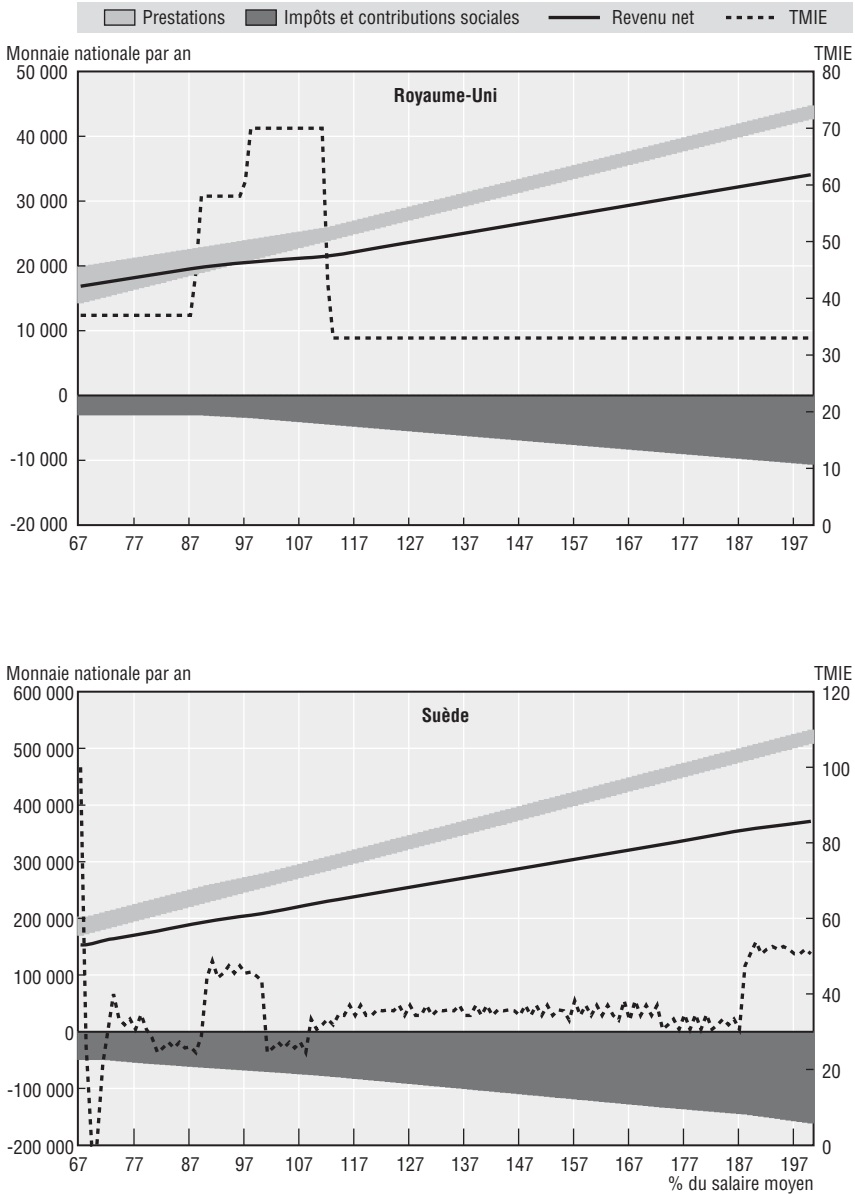 Prestations Impôts et contributions sociales Revenu net TMIE
Monnaie nationale par an TMIE
50 000 80
Royaume-Uni
40 000 70
60
30 000
50
20 000
40
10 000
30
0
20
-10 000
10
-20 000 0
67 77 87 97 107 117 127 137 147 157 167 177 187 197
Monnaie nationale par an TMIE
600 000 120
Suède
500 000
100
400 000
80
300 000
200 000 60
100 000
40
0
20
-100 000
-200 000 0
67 77 87 97 107 117 127 137 147 157 167 177 187 197
% du salaire moyen